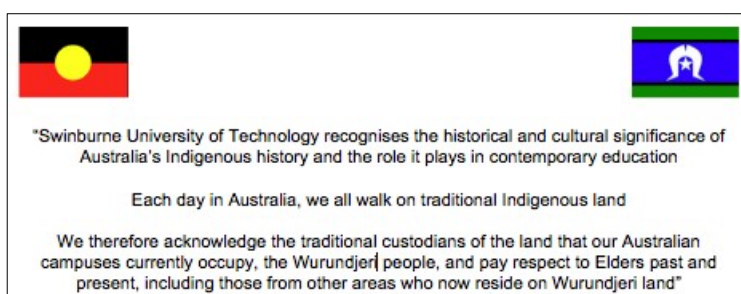 "Swinburne University of Technology recognises the historical and cultural significance of
Australia's Indigenous history and the role it plays in contemporary education
Each day in Australia, we all walk on traditional Indigenous land
We therefore acknowledge the traditional custodians of the land that our Australian
campuses currently occupy, the Wurundjeri people, and pay respect to Elders past and
present, including those from other areas who now reside on Wurundjeri land"